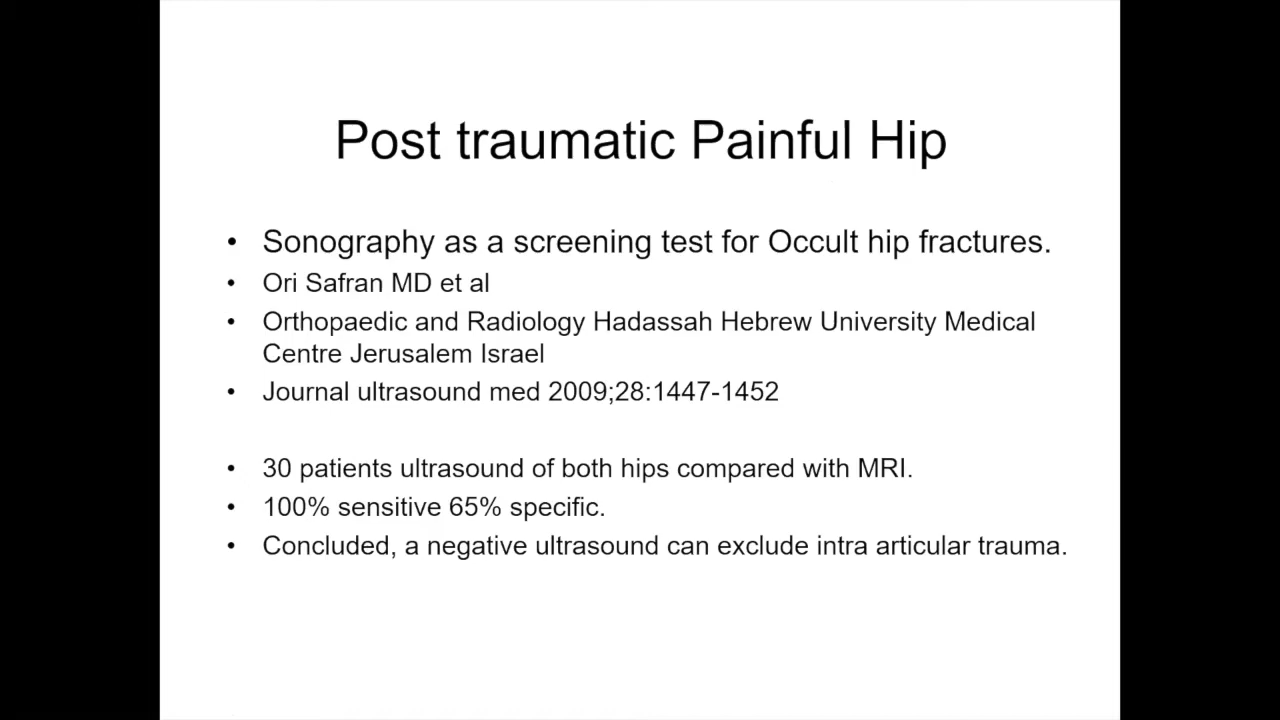 Post traumatic Painful Hip
• Sonography as a screening test for Occult hip fractures.
• Ori Safran MD et al
• Orthopaedic and Radiology Hadassah Hebrew University Medical
Centre Jerusalem Israel
• Journal ultrasound med 2009;28:1447-1452
• 30 patients ultrasound of both hips compared with MRI.
• 100% sensitive 65% specific.
• Concluded, a negative ultrasound can exclude intra articular trauma.